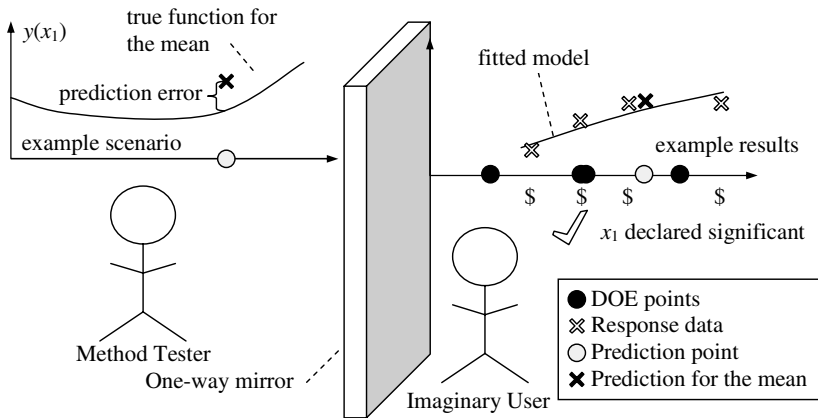 y(x₁)
true function for
the mean
prediction error
example scenario
Method Tester
One-way mirror
fitted model
example results
$ $ $ $
x₁ declared significant
Imaginary User
DOE points
Response data
Prediction point
Prediction for the mean